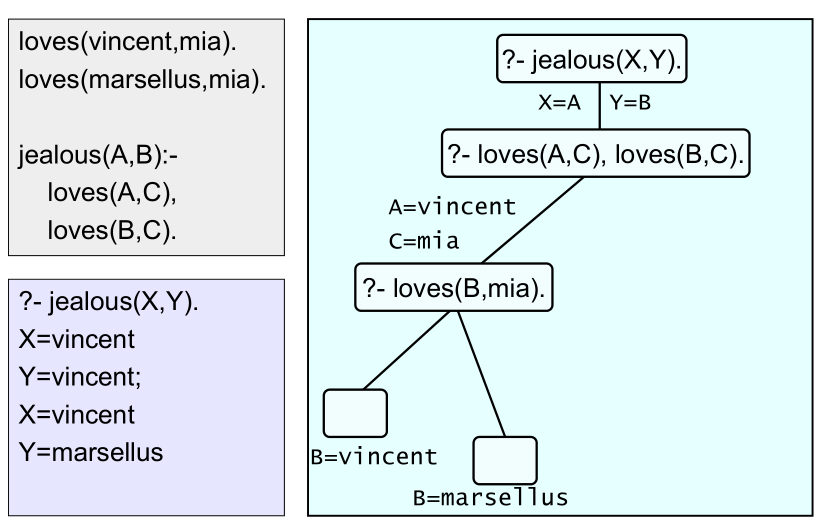 loves(vincent,mia).
loves(marsellus,mia).
jealous(A,B):-
loves(A,C),
loves(B,C).
?- jealous(X,Y).
X=vincent
Y=vincent;
X=vincent
Y=marsellus
?- jealous(X,Y).
X=A Y=B
?- loves(A,C), loves(B,C).
A=vincent
C=mia
?- loves(B,mia).
B=vincent
B=marsellus